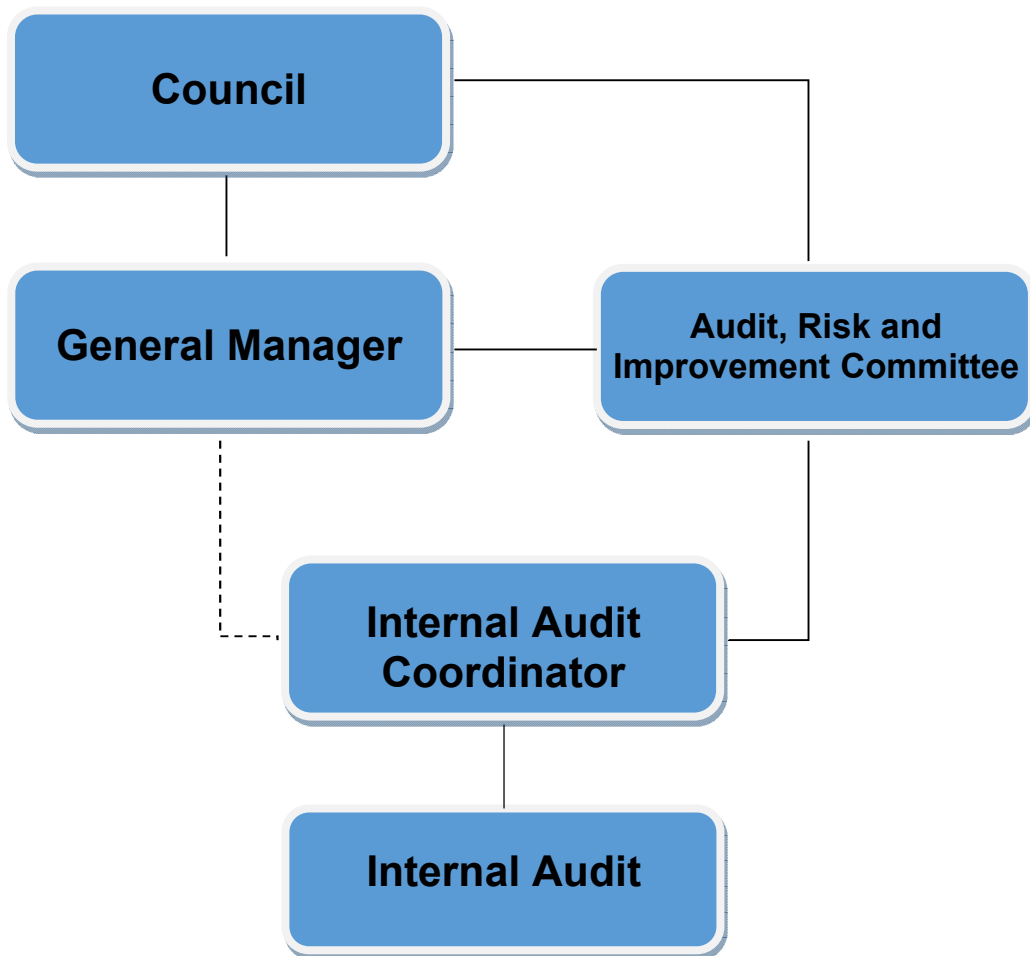 Council
General Manager
Audit, Risk and
Improvement Committee
Internal Audit
Coordinator
Internal Audit